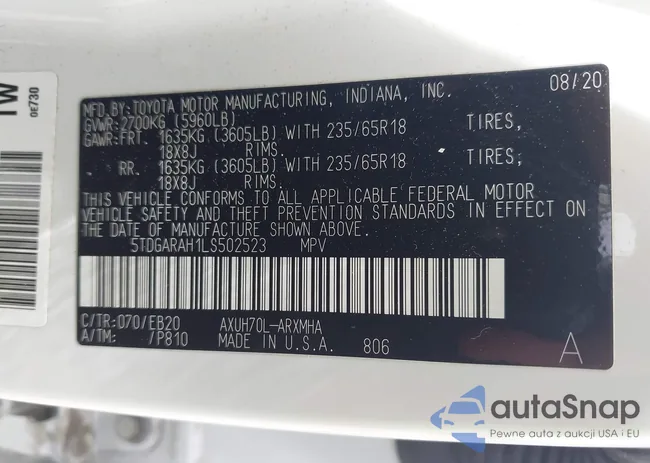 1W
OE730
08/20
MFD.BY:TOYOTA MOTOR MANUFACTURING, INDIANA, INC.
GVWR:2700KG (5960LB)
GAWR:FRT. 1635KG (3605LB) WITH 235/65R18 TIRES,
18X8J RIMS.
RR. 1635KG (3605LB) WITH 235/65R18 TIRES,
18X8J RIMS.
THIS VEHICLE CONFORMS TO ALL APPLICABLE FEDERAL MOTOR
VEHICLE SAFETY AND THEFT PREVENTION STANDARDS IN EFFECT ON
THE DATE OF MANUFACTURE SHOWN ABOVE.
5TDGARAH1LS502523 MPV
C/TR:070/EB20 AXUH70L-ARXMHA
A/TM: /P810 MADE IN U.S.A. 806
A
autaSnap
Pewne auta z aukcji USA i EU